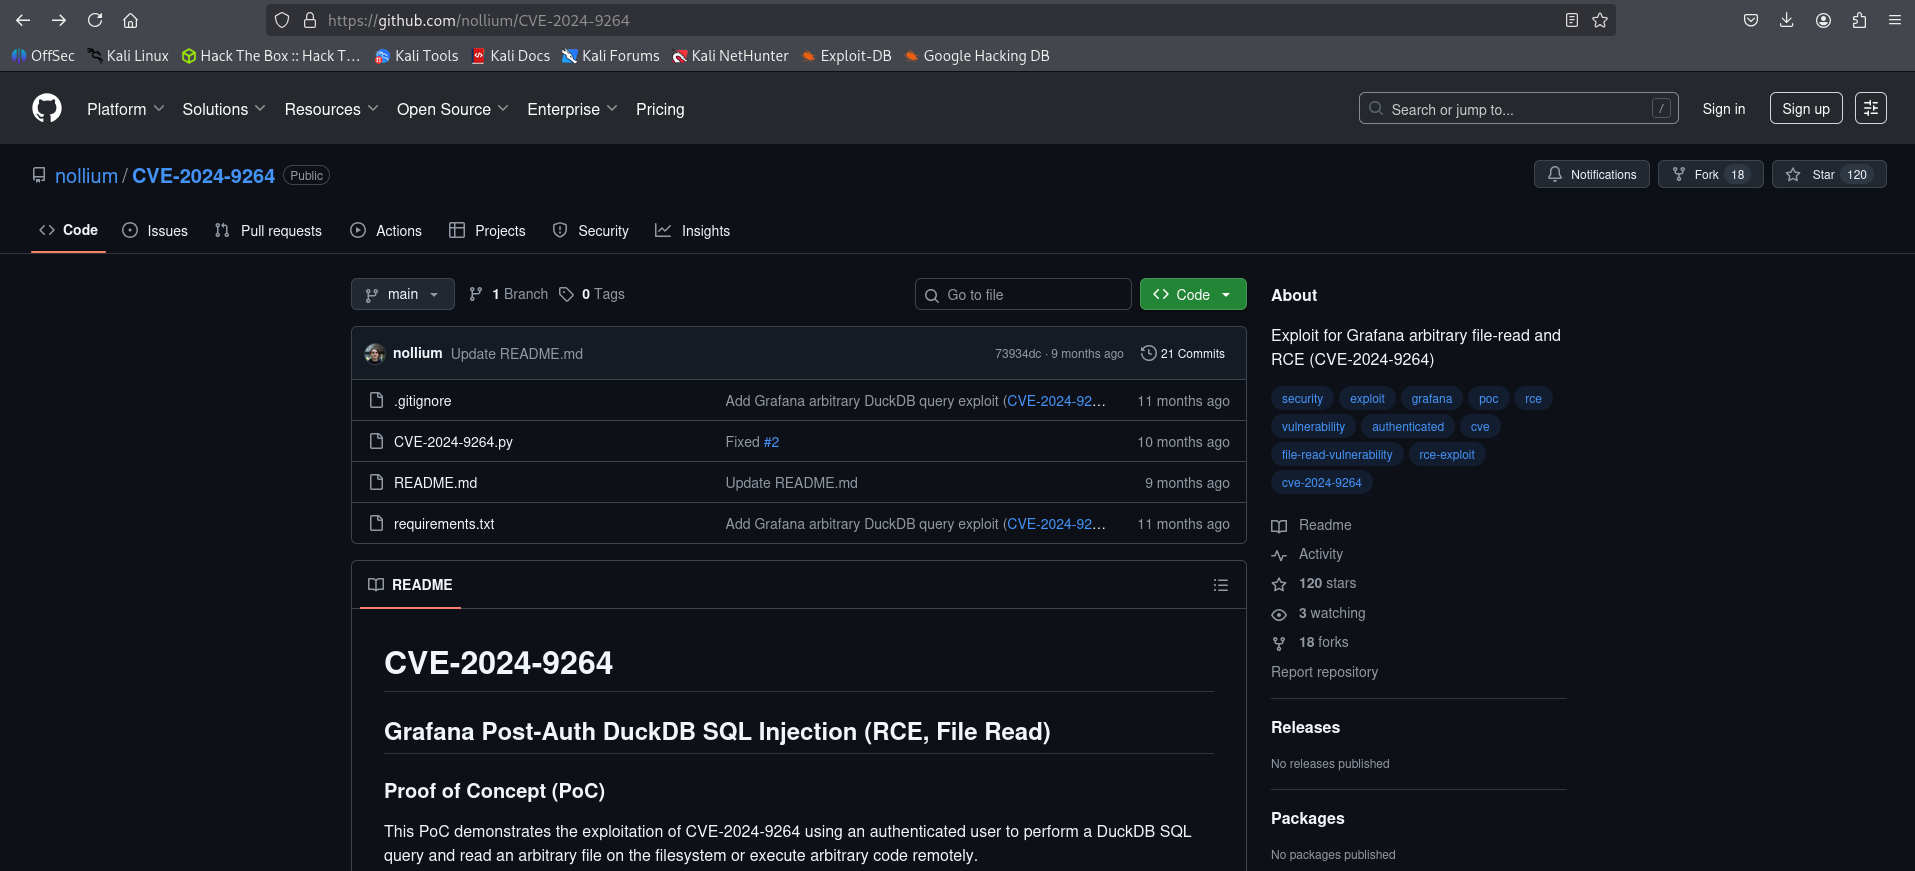 https://github.com/nollium/CVE-2024-9264
OffSec Kali Linux Hack The Box :: Hack T… Kali Tools Kali Docs Kali Forums Kali NetHunter Exploit-DB Google Hacking DB
Platform Solutions Resources Open Source Enterprise Pricing Search or jump to... / Sign in Sign up
nollium / CVE-2024-9264 Public Notifications Fork 18 Star 120
Code Issues Pull requests Actions Projects Security Insights
main 1 Branch 0 Tags Go to file Code
nollium Update README.md 73934dc · 9 months ago 21 Commits
.gitignore Add Grafana arbitrary DuckDB query exploit (CVE-2024-92… 11 months ago
CVE-2024-9264.py Fixed #2 10 months ago
README.md Update README.md 9 months ago
requirements.txt Add Grafana arbitrary DuckDB query exploit (CVE-2024-92… 11 months ago
README
CVE-2024-9264
Grafana Post-Auth DuckDB SQL Injection (RCE, File Read)
Proof of Concept (PoC)
This PoC demonstrates the exploitation of CVE-2024-9264 using an authenticated user to perform a DuckDB SQL
query and read an arbitrary file on the filesystem or execute arbitrary code remotely.
About
Exploit for Grafana arbitrary file-read and
RCE (CVE-2024-9264)
security exploit grafana poc rce
vulnerability authenticated cve
file-read-vulnerability rce-exploit
cve-2024-9264
Readme
Activity
120 stars
3 watching
18 forks
Report repository
Releases
No releases published
Packages
No packages published